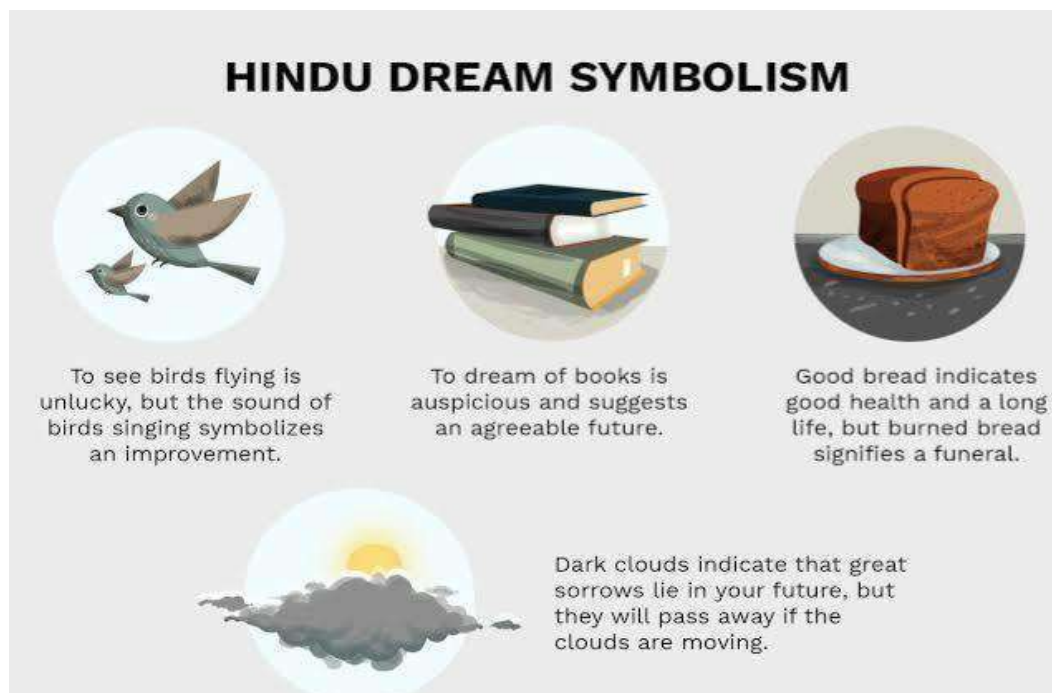 HINDU DREAM SYMBOLISM
To see birds flying is
unlucky, but the sound of
birds singing symbolizes
an improvement.
To dream of books is
auspicious and suggests
an agreeable future.
Good bread indicates
good health and a long
life, but burned bread
signifies a funeral.
Dark clouds indicate that great
sorrows lie in your future, but
they will pass away if the
clouds are moving.